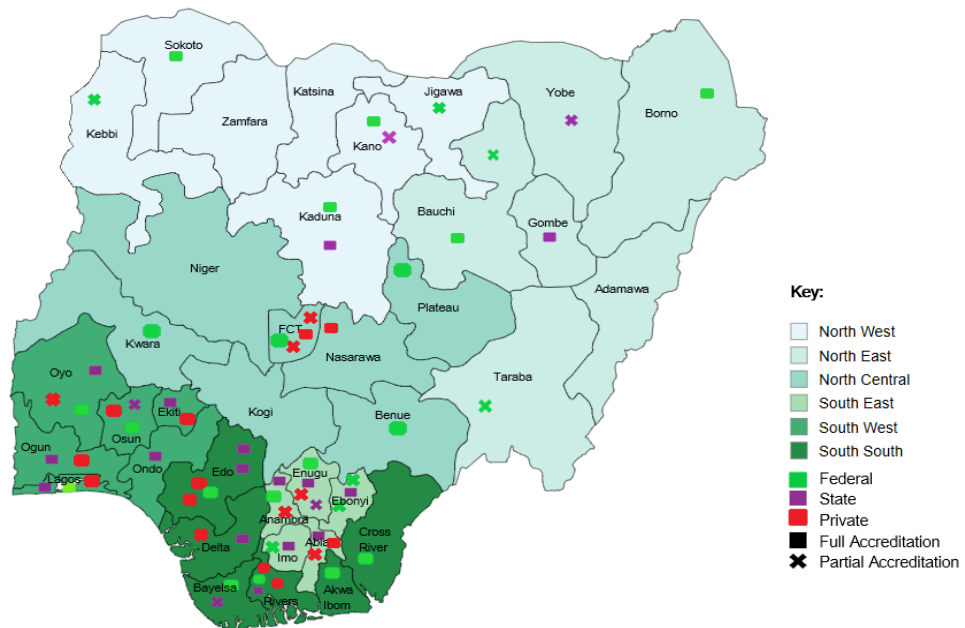 Sokoto
Katsina
Jigawa
Yobe
Borno
Kebbi
Zamfara
Kano
Kaduna
Bauchi
Gombe
Niger
Adamawa
Plateau
FCT
Kwara
Nasarawa
Oyo
Taraba
Ekiti
Kogi
Benue
Osun
Ogun
Ondo
Edo
Enugu
Lagos
Ebonyi
Anamora
Cross
River
Delta
Abia
Imo
Bayelsa
Akwa
Ibom
Rivers
Key:
North West
North East
North Central
South East
South West
South South
Federal
State
Private
Full Accreditation
Partial Accreditation